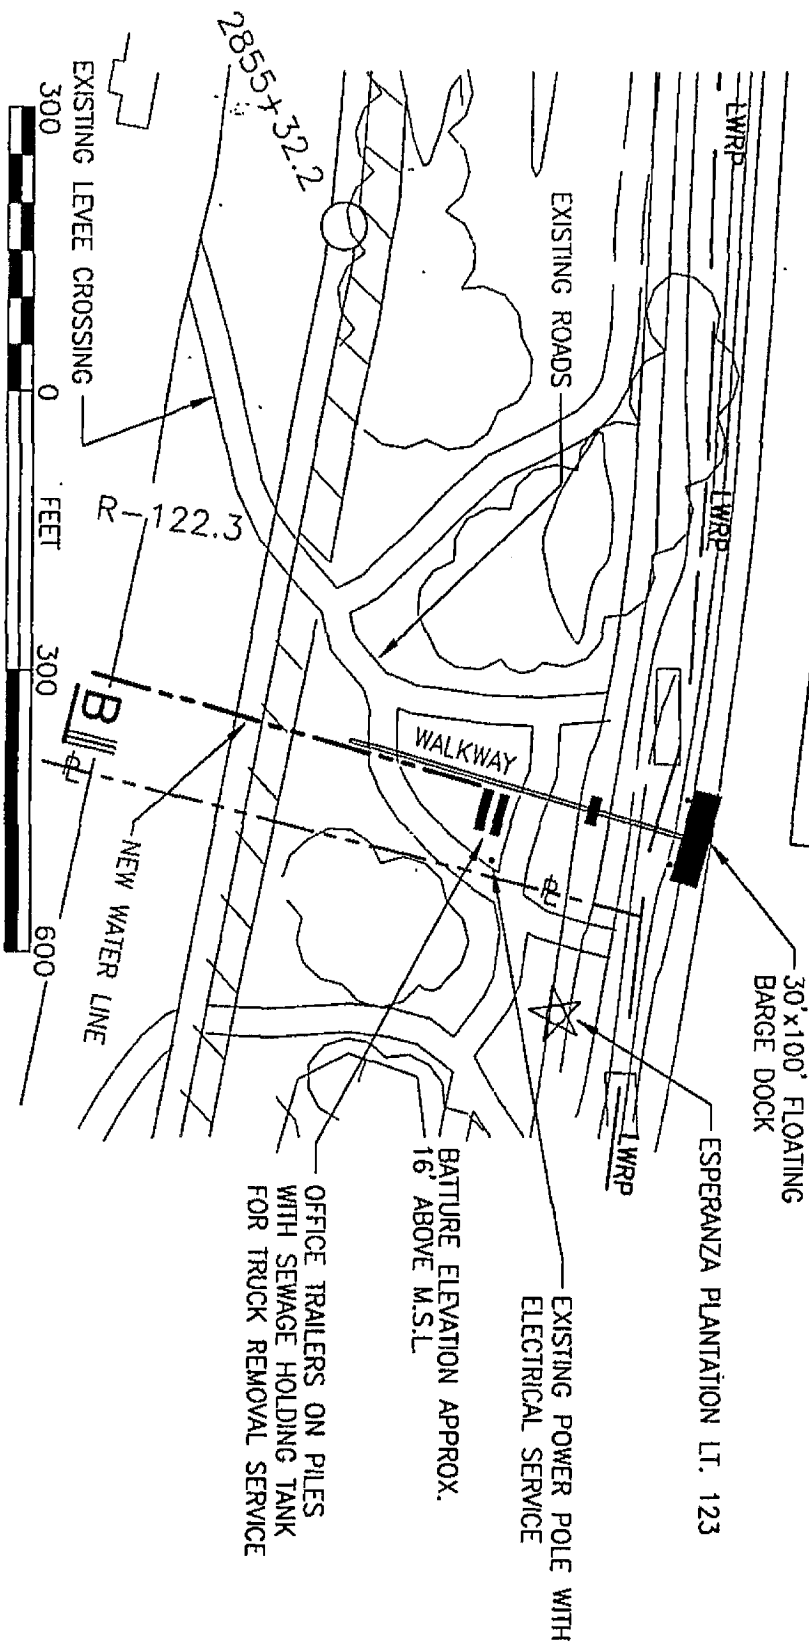 30'x100' FLOATING
BARGE DOCK
ESPERANZA PLANTATION LT. 123
EXISTING POWER POLE WITH
ELECTRICAL SERVICE
BATTURE ELEVATION APPROX.
16' ABOVE M.S.L.
OFFICE TRAILERS ON PILES
WITH SEWAGE HOLDING TANK
FOR TRUCK REMOVAL SERVICE
LWRP
LWRP
LWRP
EXISTING ROADS
WALKWAY
PL
2855+32.2
R-122.3
EXISTING LEVEE CROSSING
B
PL
NEW WATER LINE
300
0
300
600
FEET